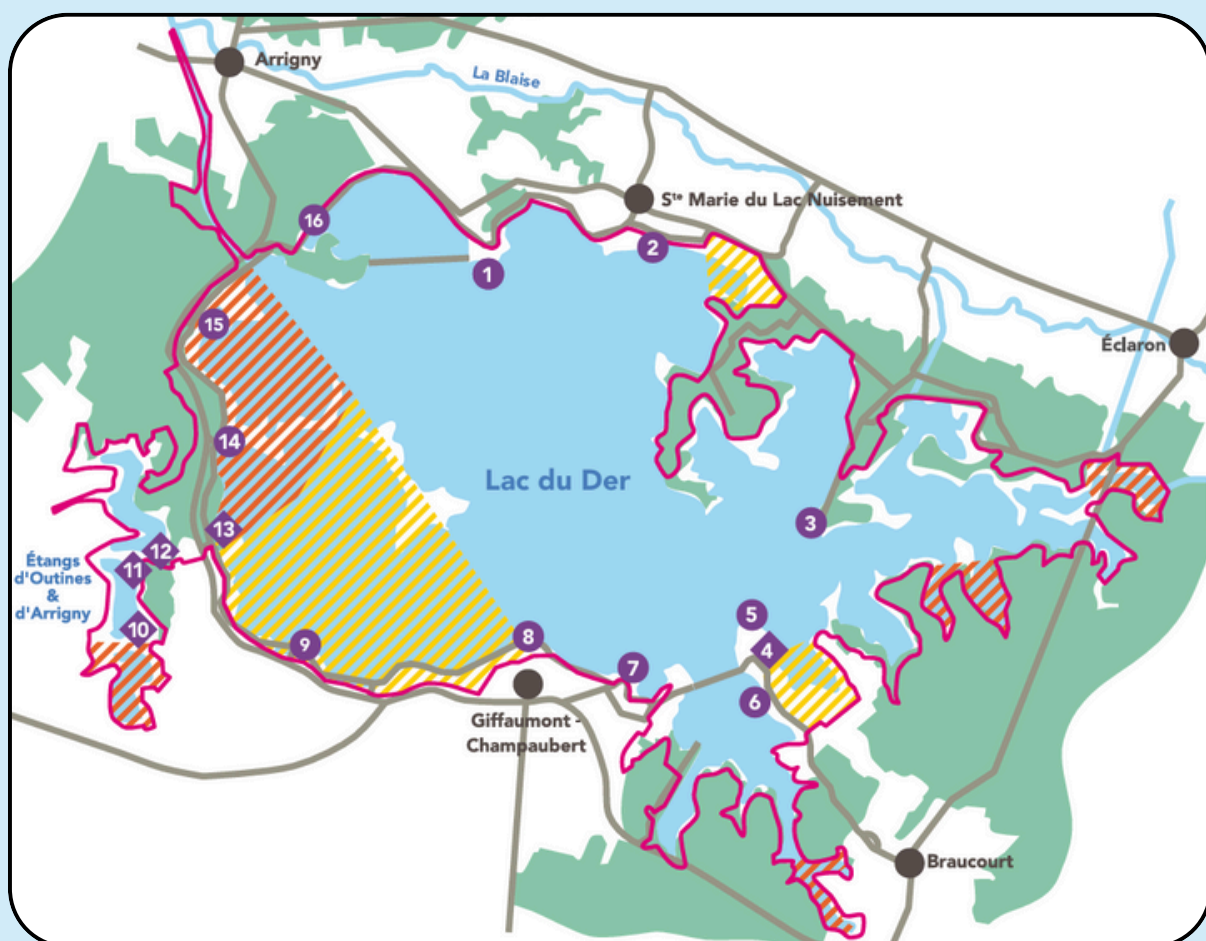 Arrigny
La Blaise
Sᵗᵉ Marie du Lac Nuisement
16
2
1
15
Éclaron
14
Lac du Der
3
13
12
Étangs
d'Outines
&
d'Arrigny
11
10
5
9
8
4
7
6
Giffaumont -
Champaubert
Braucourt